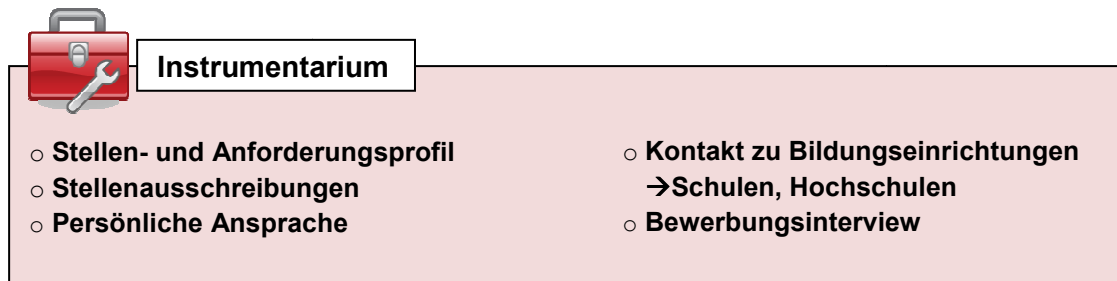 Instrumentarium
○ Stellen- und Anforderungsprofil
○ Stellenausschreibungen
○ Persönliche Ansprache
○ Kontakt zu Bildungseinrichtungen
→Schulen, Hochschulen
○ Bewerbungsinterview